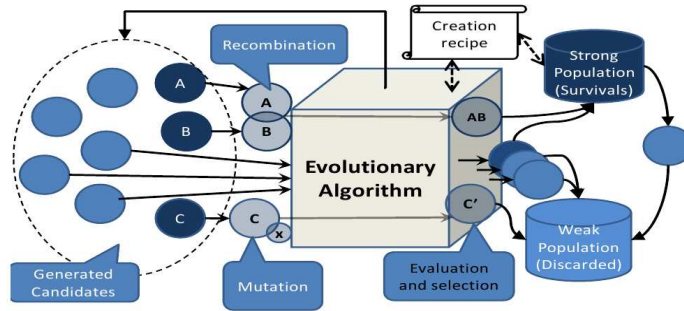 Recombination
Creation
recipe
Strong
Population
(Survivals)
A
A
B
B
AB
Evolutionary
Algorithm
C
C
x
C’
Generated
Candidates
Mutation
Evaluation
and selection
Weak
Population
(Discarded)